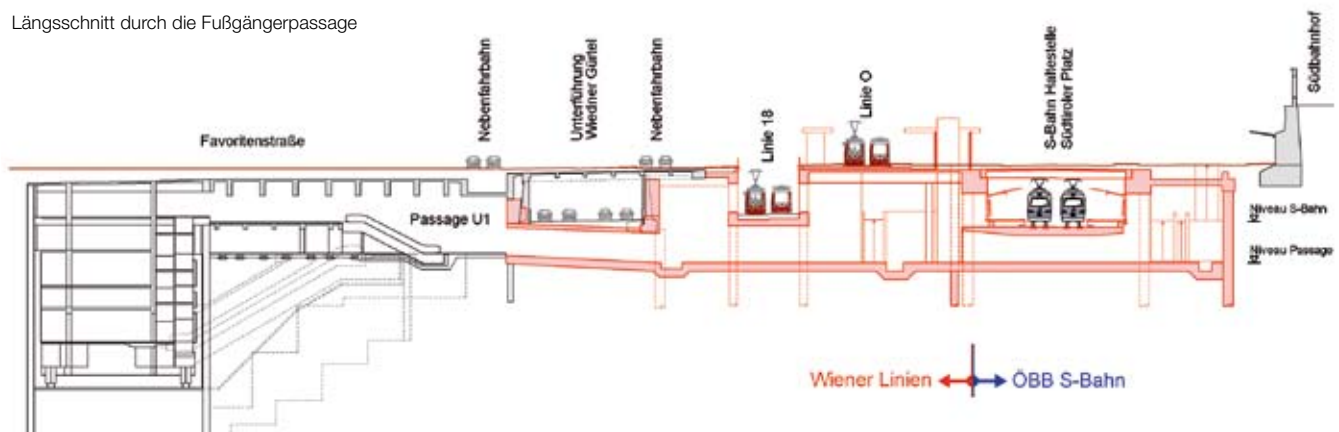 Längsschnitt durch die Fußgängerpassage
Favoritenstraße
Nebenfahrbahn
Unterführung
Wiedner Gürtel
Nebenfahrbahn
Linie 18
Linie O
S-Bahn Haltestelle
Südtiroler Platz
Südbahnhof
Passage U1
Niveau S-Bahn
Niveau Passage
Wiener Linien
ÖBB S-Bahn